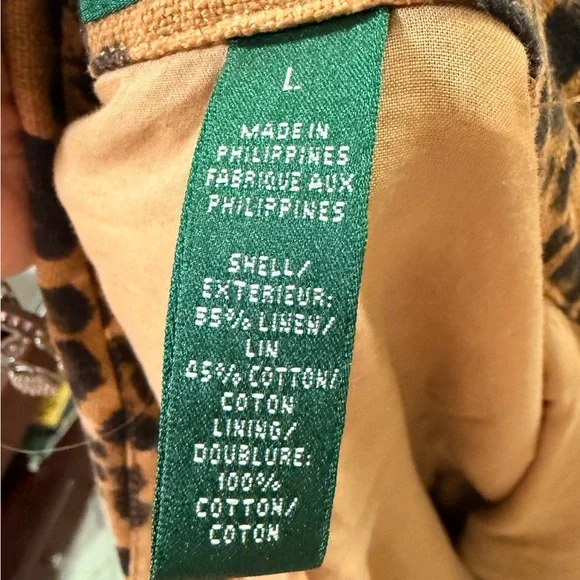 L
MADE IN
PHILIPPINES
FABRIQUE AUX
PHILIPPINES
SHELL/
EXTERIEUR:
55% LINEN/
LIN
45% COTTON/
COTON
LINING/
DOUBLURE:
100%
COTTON/
COTON